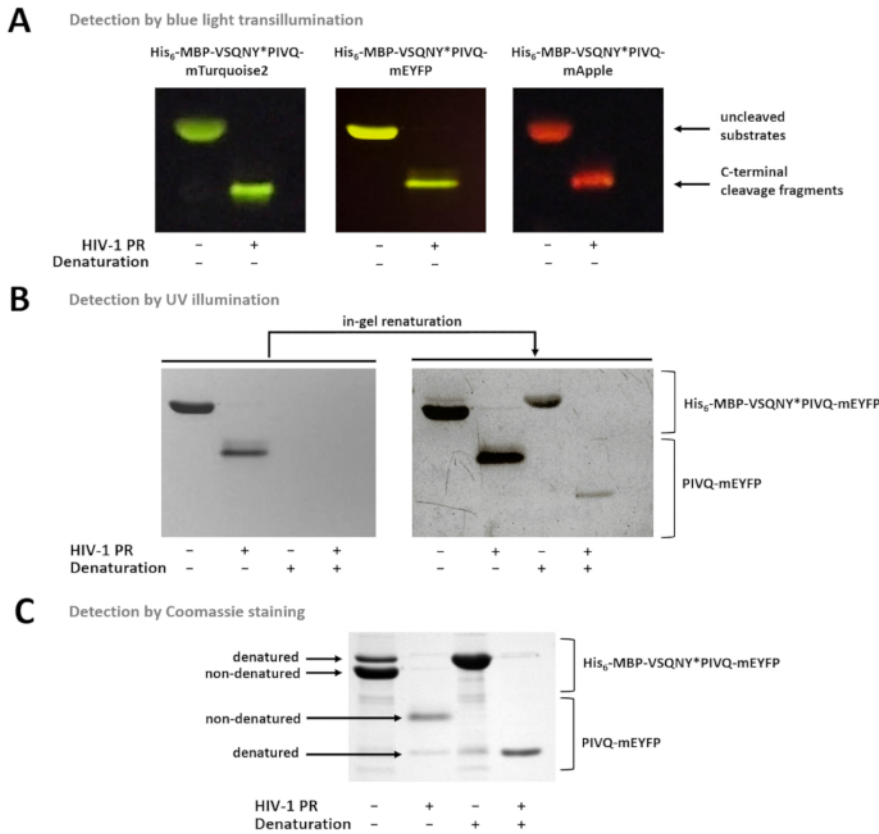 A
Detection by blue light transillumination
His₆-MBP-VSQNY*PIVQ-
mTurquoise2
His₆-MBP-VSQNY*PIVQ-
mEYFP
His₆-MBP-VSQNY*PIVQ-
mApple
uncleaved
substrates
C-terminal
cleavage fragments
HIV-1 PR – + – + – +
Denaturation – – – – – –
B
Detection by UV illumination
in-gel renaturation
His₆-MBP-VSQNY*PIVQ-mEYFP
PIVQ-mEYFP
HIV-1 PR – + – + – + – +
Denaturation – – + + – – + +
C
Detection by Coomassie staining
denatured
non-denatured
His₆-MBP-VSQNY*PIVQ-mEYFP
non-denatured
denatured
PIVQ-mEYFP
HIV-1 PR – + – +
Denaturation – – + +